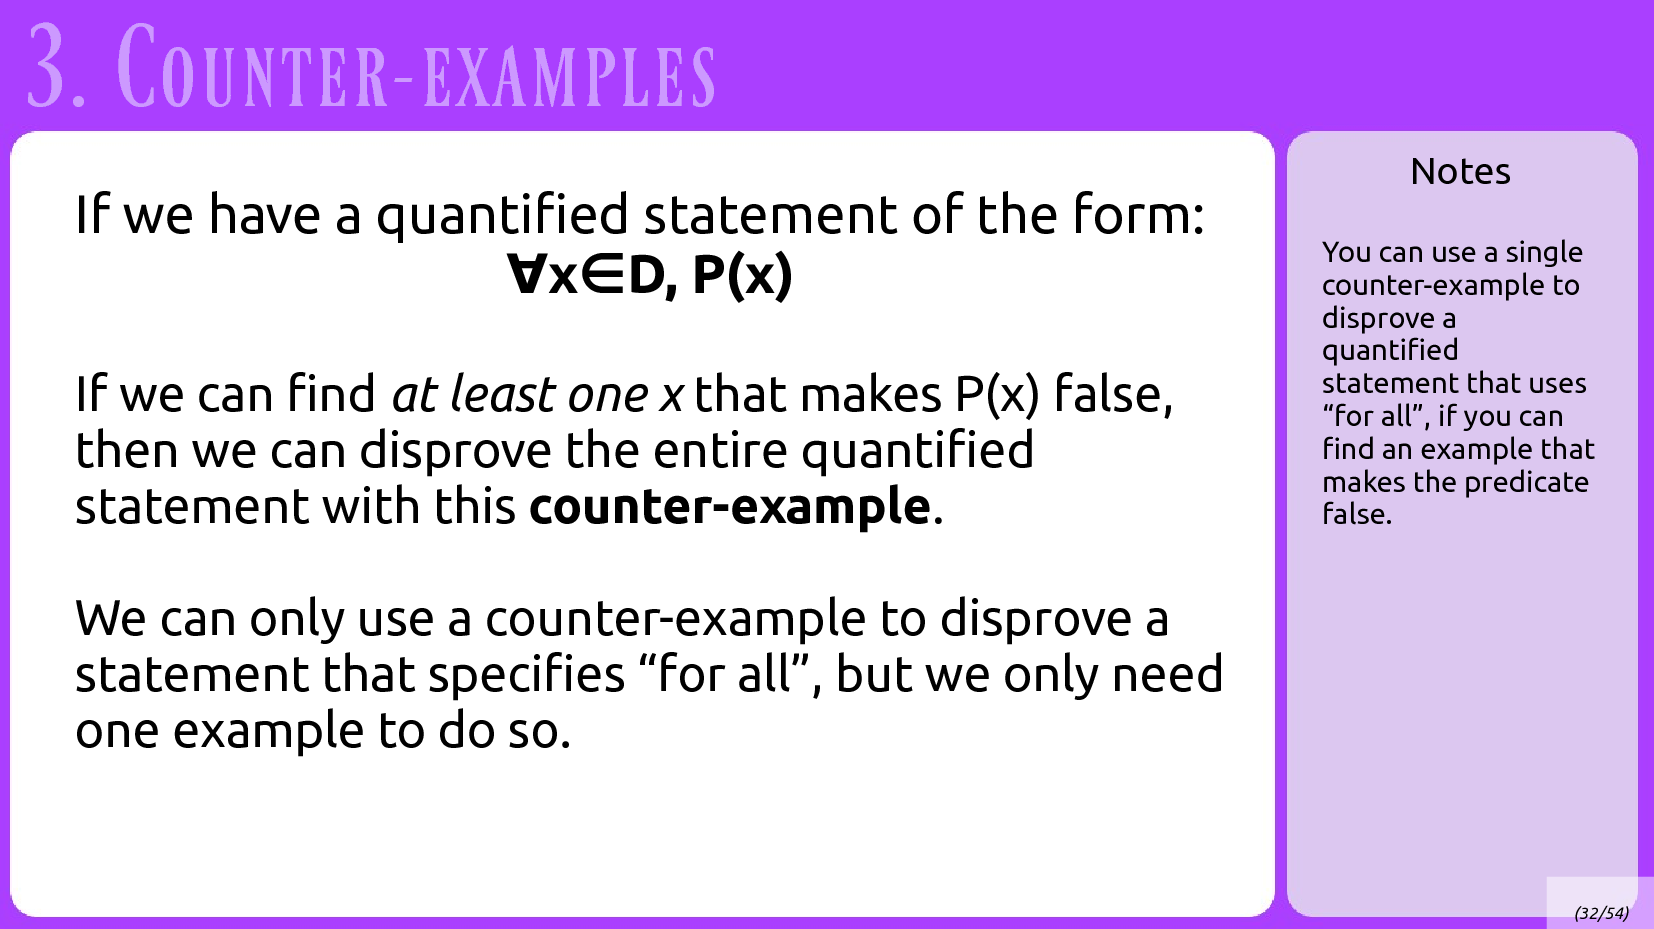 3. Counter-examples
If we have a quantified statement of the form:
∀x∈D, P(x)
If we can find at least one x that makes P(x) false,
then we can disprove the entire quantified
statement with this counter-example.
We can only use a counter-example to disprove a
statement that specifies “for all”, but we only need
one example to do so.
Notes
You can use a single
counter-example to
disprove a
quantified
statement that uses
“for all”, if you can
find an example that
makes the predicate
false.
(32/54)